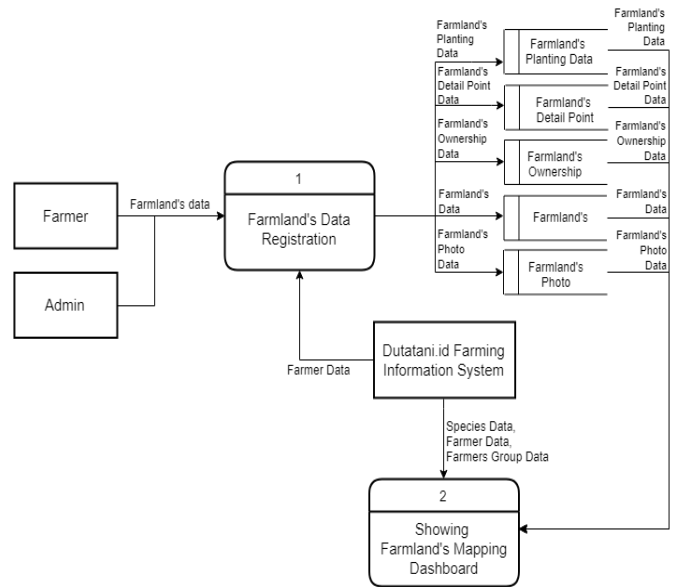 Farmland's
Planting
Data
Farmland's
Detail Point
Data
Farmland's
Ownership
Data
Farmland's
Data
Farmland's
Photo
Data
Farmland's
Planting Data
Farmland's
Detail Point
Farmland's
Ownership
Farmland's
Farmland's
Photo
Farmland's
Planting
Data
Farmland's
Detail Point
Data
Farmland's
Ownership
Data
Farmland's
Data
Farmland's
Photo
Data
Farmer
Admin
Farmland's data
1
Farmland's Data
Registration
Farmer Data
Dutatani.id Farming
Information System
Species Data,
Farmer Data,
Farmers Group Data
2
Showing
Farmland's Mapping
Dashboard